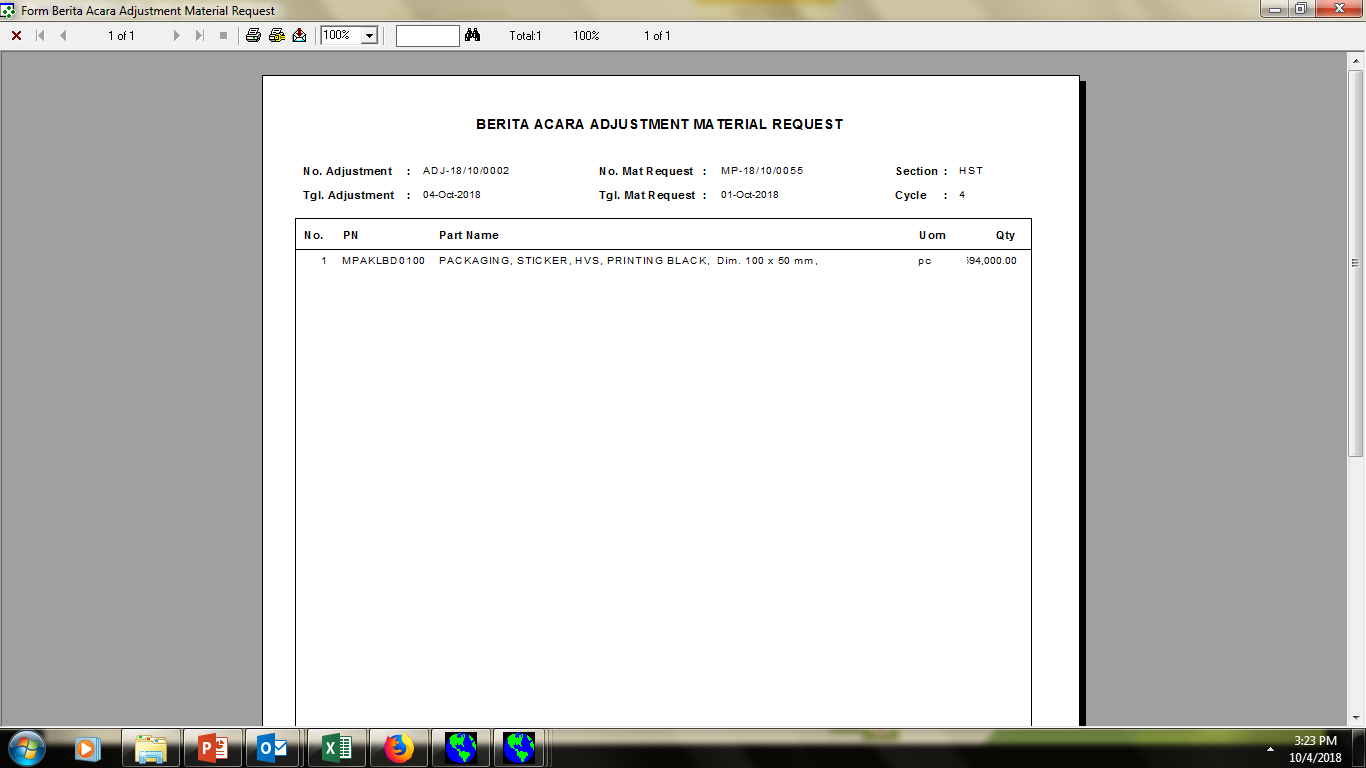 Form Berita Acara Adjustment Material Request
1 of 1 100% Total:1 100% 1 of 1
BERITA ACARA ADJUSTMENT MATERIAL REQUEST
No. Adjustment : ADJ-18/10/0002 No. Mat Request : MP-18/10/0055 Section : HST
Tgl. Adjustment : 04-Oct-2018 Tgl. Mat Request : 01-Oct-2018 Cycle : 4
No. PN Part Name Uom Qty
1 MPAKLBD0100 PACKAGING, STICKER, HVS, PRINTING BLACK, Dim. 100 x 50 mm, pc 94,000.00
3:23 PM
10/4/2018